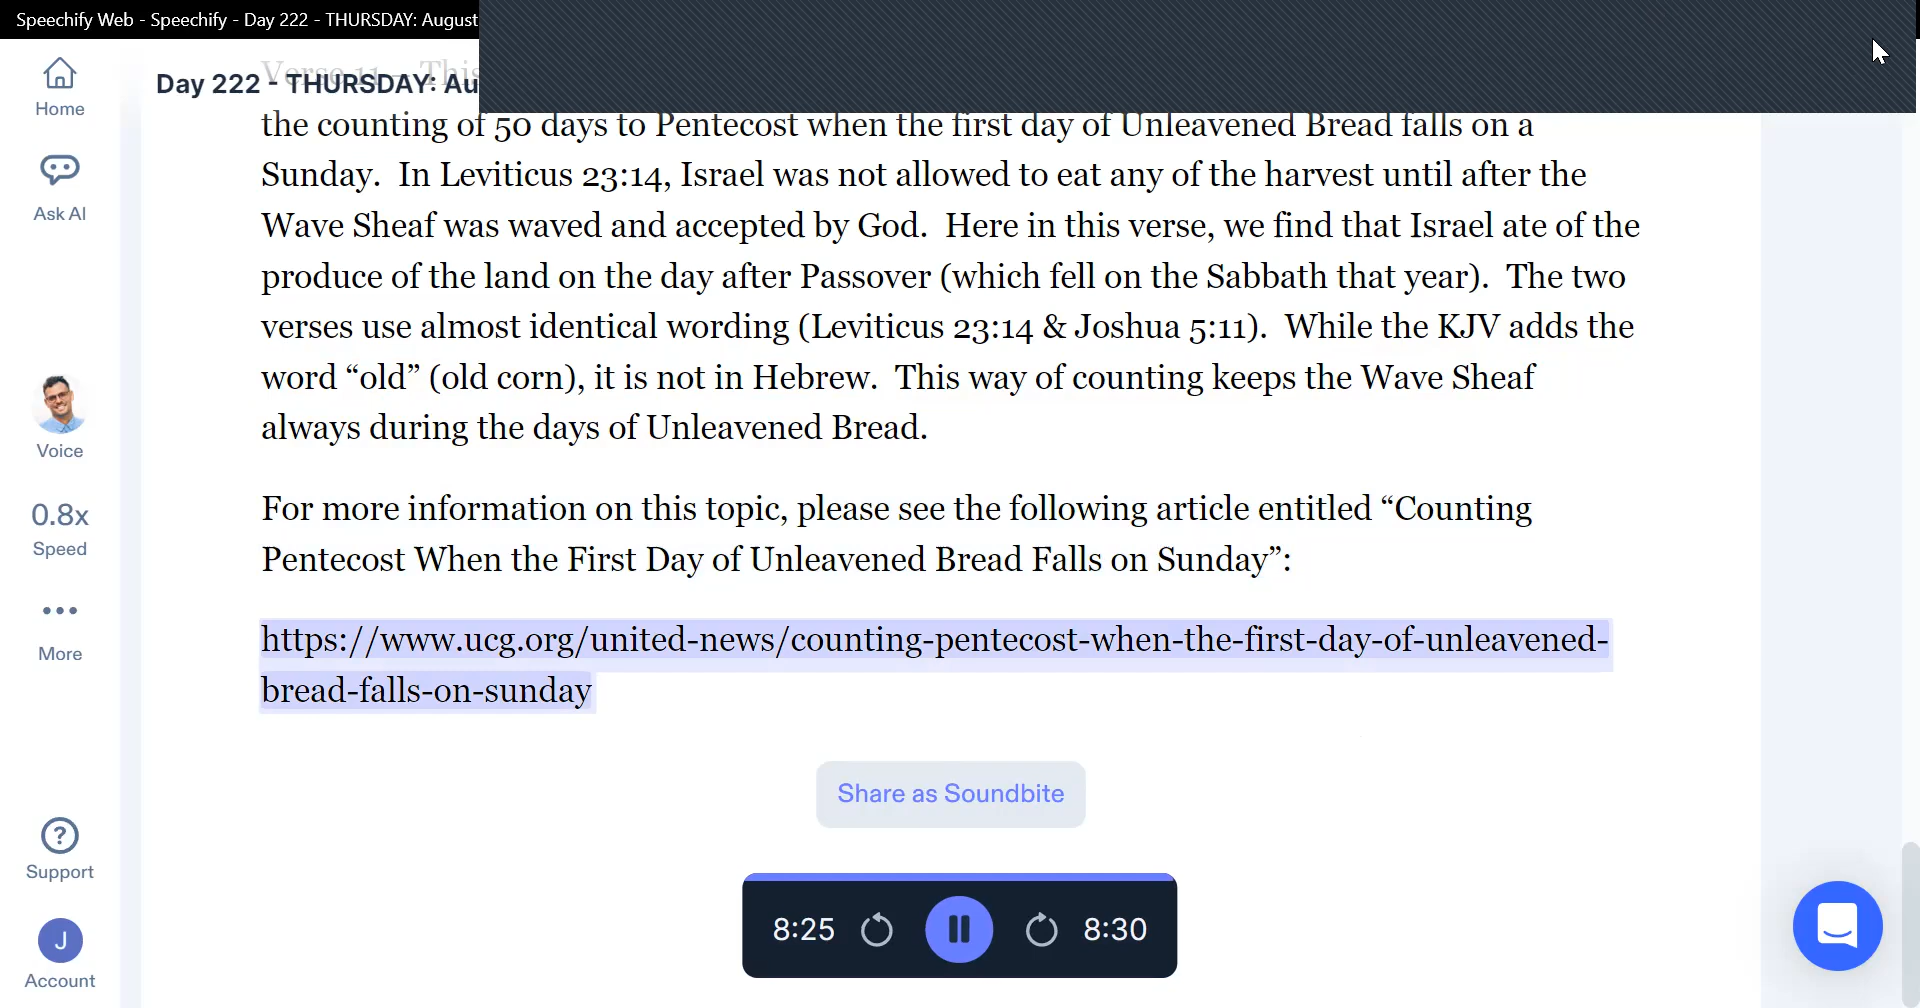 Speechify Web - Speechify - Day 222 - THURSDAY: August
Verse 11 – This
Day 222 - THURSDAY: Au
Home
the counting of 50 days to Pentecost when the first day of Unleavened Bread falls on a
Sunday.  In Leviticus 23:14, Israel was not allowed to eat any of the harvest until after the
Ask AI
Wave Sheaf was waved and accepted by God.  Here in this verse, we find that Israel ate of the
produce of the land on the day after Passover (which fell on the Sabbath that year).  The two
verses use almost identical wording (Leviticus 23:14 & Joshua 5:11).  While the KJV adds the
word “old” (old corn), it is not in Hebrew.  This way of counting keeps the Wave Sheaf
always during the days of Unleavened Bread.
Voice
0.8x
Speed
For more information on this topic, please see the following article entitled “Counting
Pentecost When the First Day of Unleavened Bread Falls on Sunday”:
More
https://www.ucg.org/united-news/counting-pentecost-when-the-first-day-of-unleavened-
bread-falls-on-sunday
Share as Soundbite
Support
8:25
8:30
J
Account